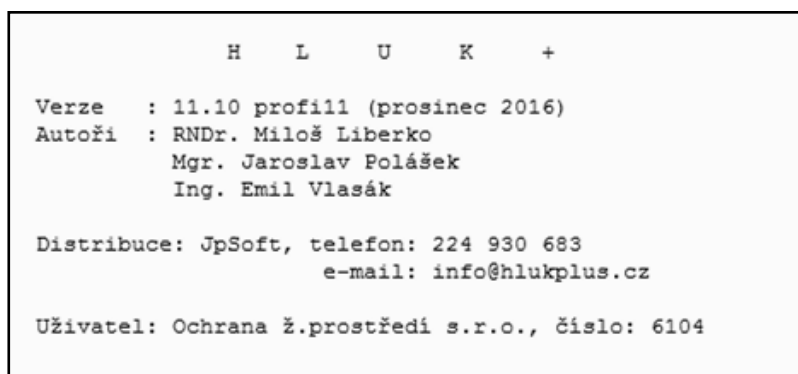 H L U K +
Verze : 11.10 profi11 (prosinec 2016)
Autoři : RNDr. Miloš Liberko
Mgr. Jaroslav Polášek
Ing. Emil Vlasák
Distribuce: JpSoft, telefon: 224 930 683
e-mail: info@hlukplus.cz
Uživatel: Ochrana ž.prostředí s.r.o., číslo: 6104